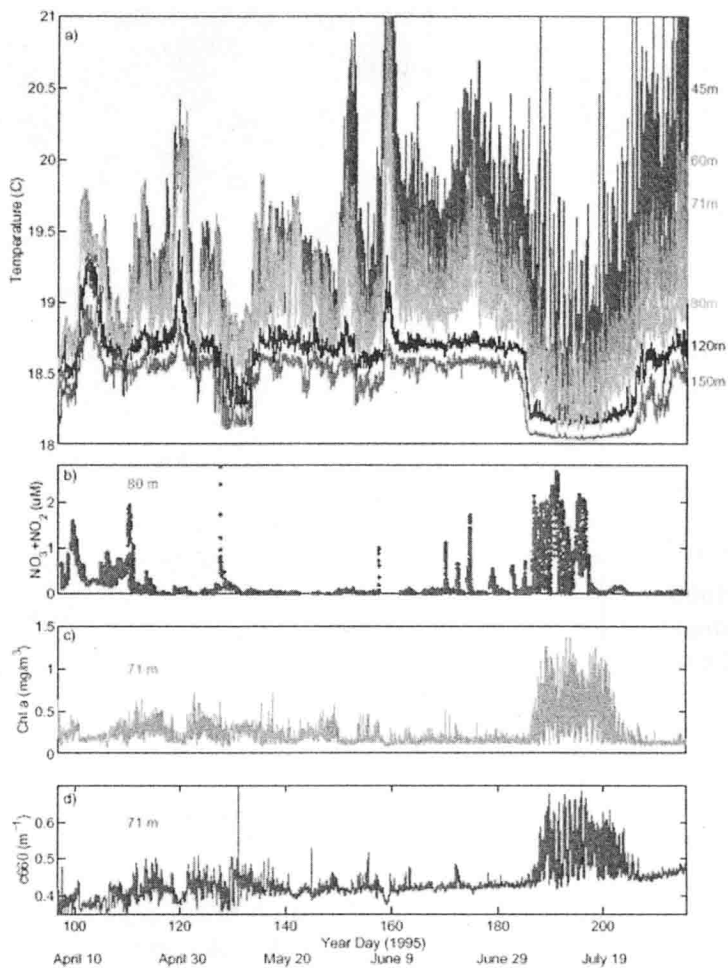 21
a)
20.5
20
19.5
19
18.5
18
Temperature (C)
45m
60m
71m
80m
120m
150m
b)
80 m
2
1
0
NO3+NO2 (uM)
1.5
c)
71 m
1
0.5
0
Chl a (mg/m3)
d)
71 m
0.6
0.5
0.4
c660 (m−1)
100 120 140 160 180 200
Year Day (1995)
April 10 April 30 May 20 June 9 June 29 July 19